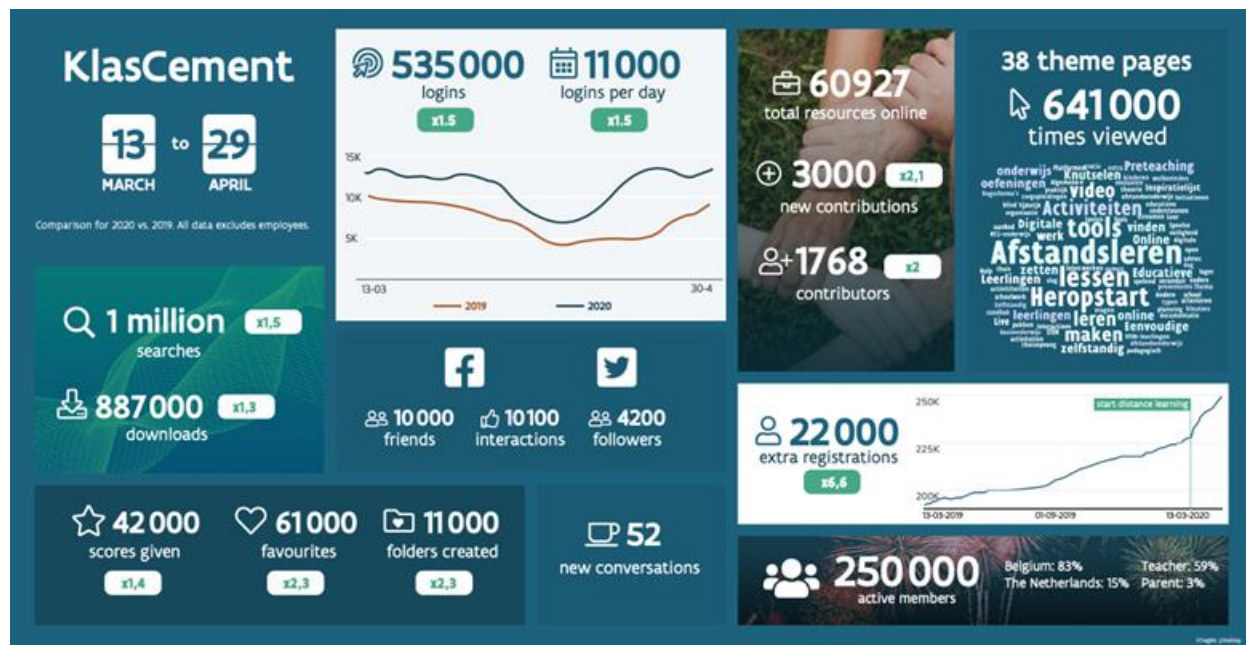 KlasCement
13 to 29
MARCH APRIL
Comparison for 2020 vs. 2019. All data excludes employees.
1 million x1,5
searches
887000 x1,3
downloads
535000
logins
x1.5
11000
logins per day
x1.5
15K
10K
5K
13-03
30-4
2019
2020
10000
friends
10100
interactions
4200
followers
42000
scores given
x1,4
61000
favourites
x2,3
11000
folders created
x2,3
52
new conversations
60927
total resources online
3000 x2,1
new contributions
1768 x2
contributors
38 theme pages
641000
times viewed
onderwijs
Knutselen
Preteaching
oefeningen
video
Inspiratielijst
Activiteiten
Digitale
tools
vinden
werk
Online
Afstandsleren
zetten
lessen
Educatieve
Leerlingen
Heropstart
leerlingen
leren
online
Live
Eenvoudige
maken
zelfstandig
22000
extra registrations
x6,6
250K
225K
200K
start distance learning
13-03-2019
01-09-2019
13-03-2020
250000
active members
Belgium: 83%
The Netherlands: 15%
Teacher: 59%
Parent: 3%